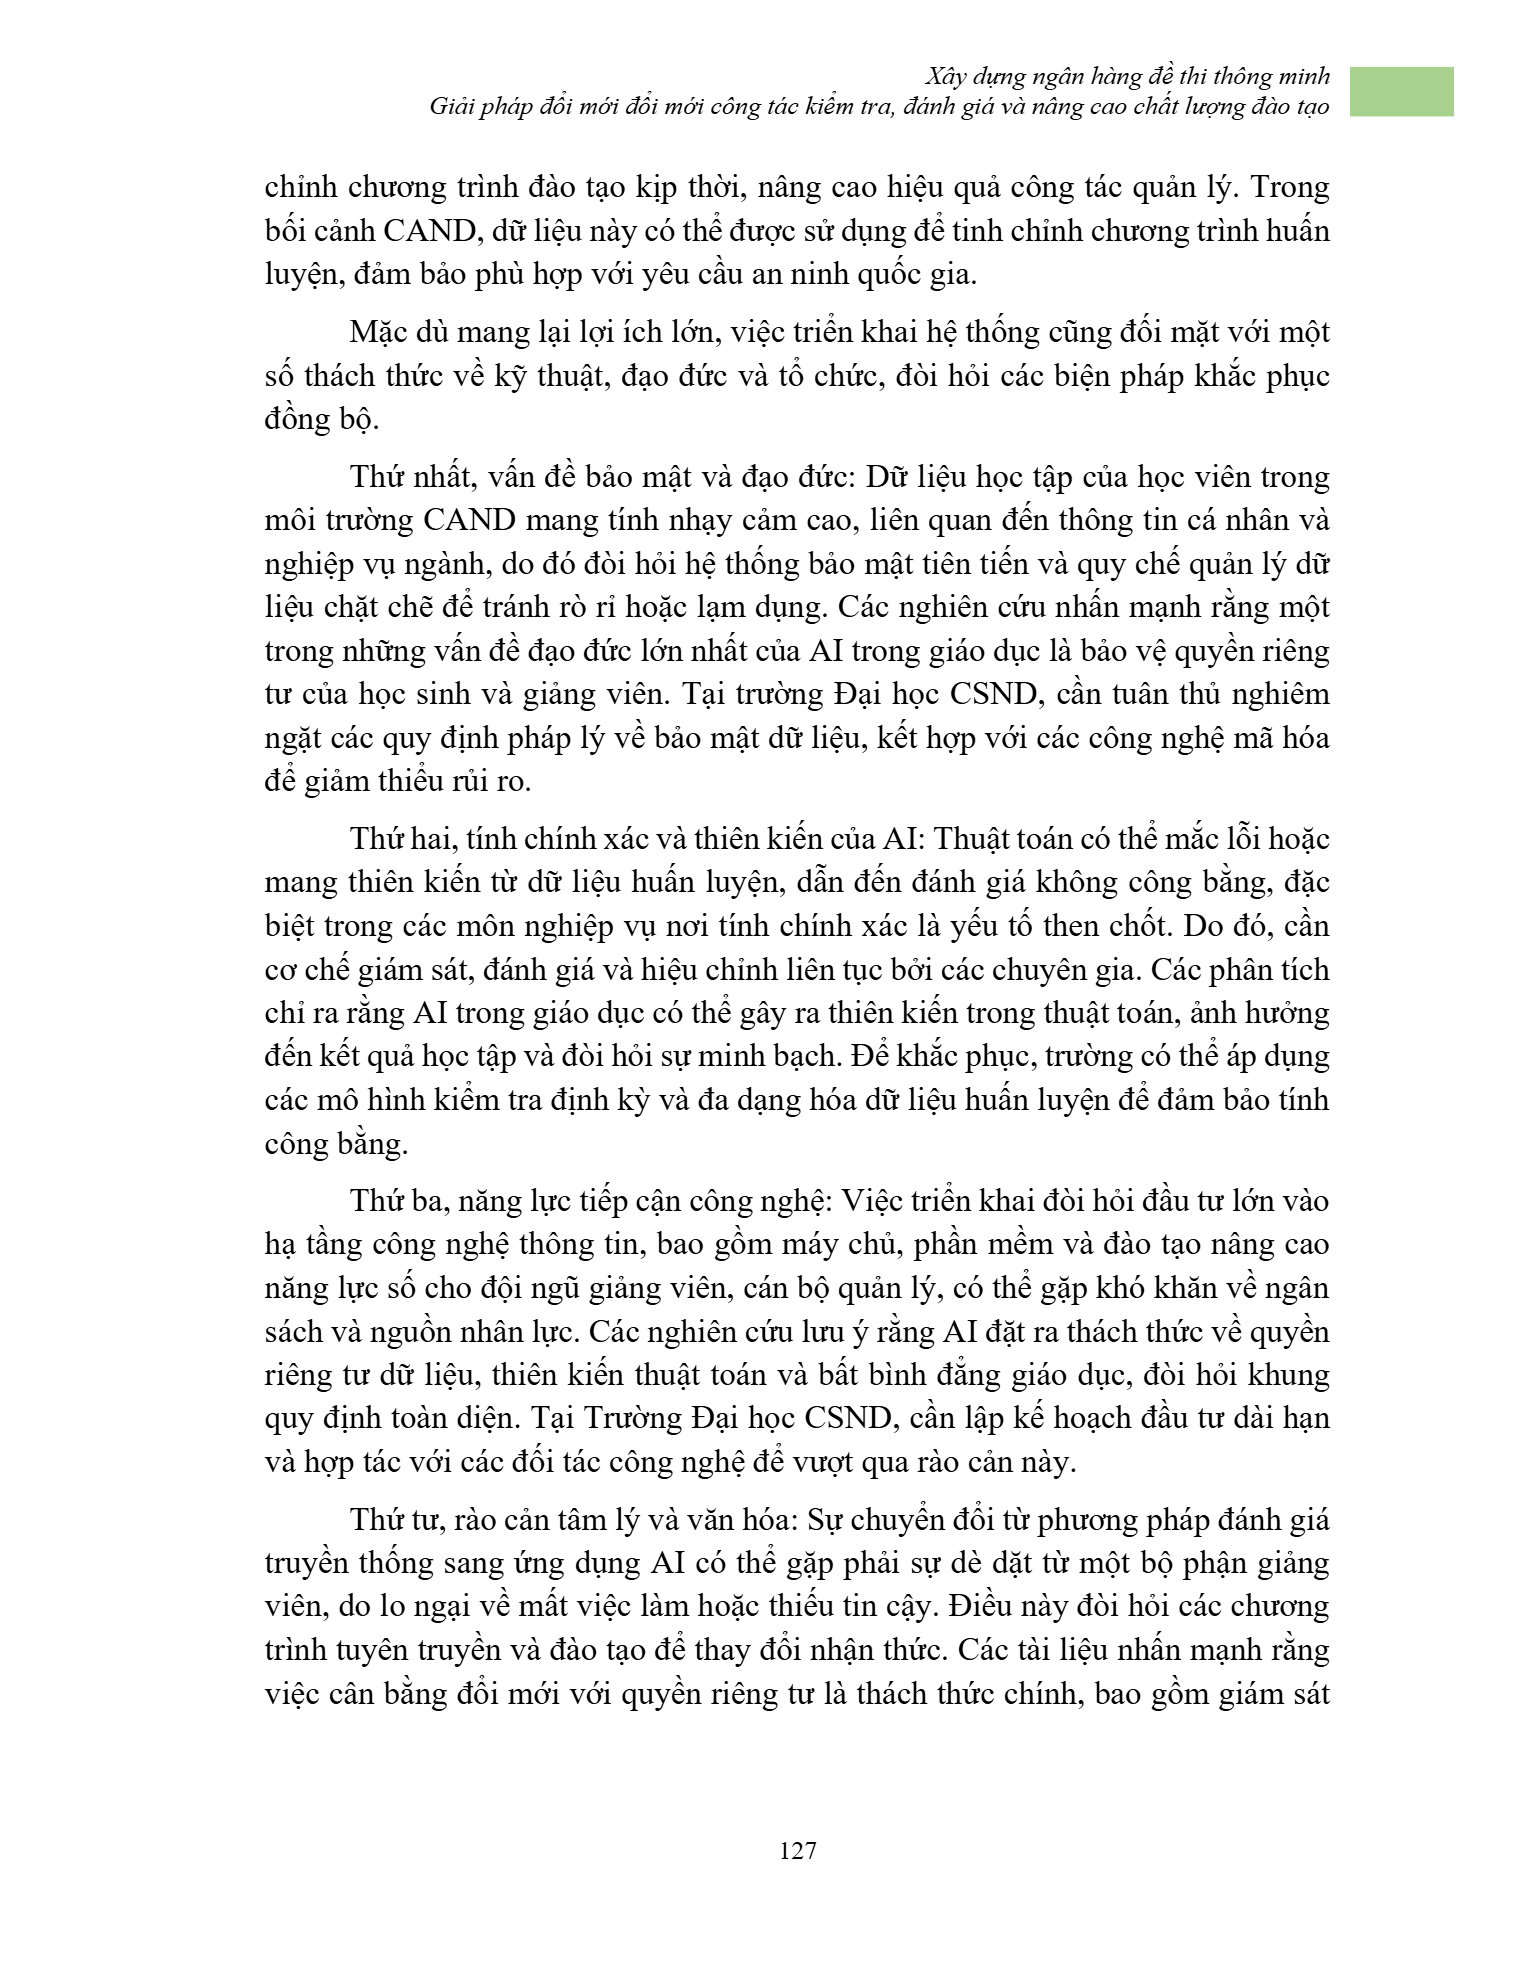 Xây dựng ngân hàng đề thi thông minh
Giải pháp đổi mới đổi mới công tác kiểm tra, đánh giá và nâng cao chất lượng đào tạo
chỉnh chương trình đào tạo kịp thời, nâng cao hiệu quả công tác quản lý. Trong
bối cảnh CAND, dữ liệu này có thể được sử dụng để tinh chỉnh chương trình huấn
luyện, đảm bảo phù hợp với yêu cầu an ninh quốc gia.
Mặc dù mang lại lợi ích lớn, việc triển khai hệ thống cũng đối mặt với một
số thách thức về kỹ thuật, đạo đức và tổ chức, đòi hỏi các biện pháp khắc phục
đồng bộ.
Thứ nhất, vấn đề bảo mật và đạo đức: Dữ liệu học tập của học viên trong
môi trường CAND mang tính nhạy cảm cao, liên quan đến thông tin cá nhân và
nghiệp vụ ngành, do đó đòi hỏi hệ thống bảo mật tiên tiến và quy chế quản lý dữ
liệu chặt chẽ để tránh rò rỉ hoặc lạm dụng. Các nghiên cứu nhấn mạnh rằng một
trong những vấn đề đạo đức lớn nhất của AI trong giáo dục là bảo vệ quyền riêng
tư của học sinh và giảng viên. Tại trường Đại học CSND, cần tuân thủ nghiêm
ngặt các quy định pháp lý về bảo mật dữ liệu, kết hợp với các công nghệ mã hóa
để giảm thiểu rủi ro.
Thứ hai, tính chính xác và thiên kiến của AI: Thuật toán có thể mắc lỗi hoặc
mang thiên kiến từ dữ liệu huấn luyện, dẫn đến đánh giá không công bằng, đặc
biệt trong các môn nghiệp vụ nơi tính chính xác là yếu tố then chốt. Do đó, cần
cơ chế giám sát, đánh giá và hiệu chỉnh liên tục bởi các chuyên gia. Các phân tích
chỉ ra rằng AI trong giáo dục có thể gây ra thiên kiến trong thuật toán, ảnh hưởng
đến kết quả học tập và đòi hỏi sự minh bạch. Để khắc phục, trường có thể áp dụng
các mô hình kiểm tra định kỳ và đa dạng hóa dữ liệu huấn luyện để đảm bảo tính
công bằng.
Thứ ba, năng lực tiếp cận công nghệ: Việc triển khai đòi hỏi đầu tư lớn vào
hạ tầng công nghệ thông tin, bao gồm máy chủ, phần mềm và đào tạo nâng cao
năng lực số cho đội ngũ giảng viên, cán bộ quản lý, có thể gặp khó khăn về ngân
sách và nguồn nhân lực. Các nghiên cứu lưu ý rằng AI đặt ra thách thức về quyền
riêng tư dữ liệu, thiên kiến thuật toán và bất bình đẳng giáo dục, đòi hỏi khung
quy định toàn diện. Tại Trường Đại học CSND, cần lập kế hoạch đầu tư dài hạn
và hợp tác với các đối tác công nghệ để vượt qua rào cản này.
Thứ tư, rào cản tâm lý và văn hóa: Sự chuyển đổi từ phương pháp đánh giá
truyền thống sang ứng dụng AI có thể gặp phải sự dè dặt từ một bộ phận giảng
viên, do lo ngại về mất việc làm hoặc thiếu tin cậy. Điều này đòi hỏi các chương
trình tuyên truyền và đào tạo để thay đổi nhận thức. Các tài liệu nhấn mạnh rằng
việc cân bằng đổi mới với quyền riêng tư là thách thức chính, bao gồm giám sát
127